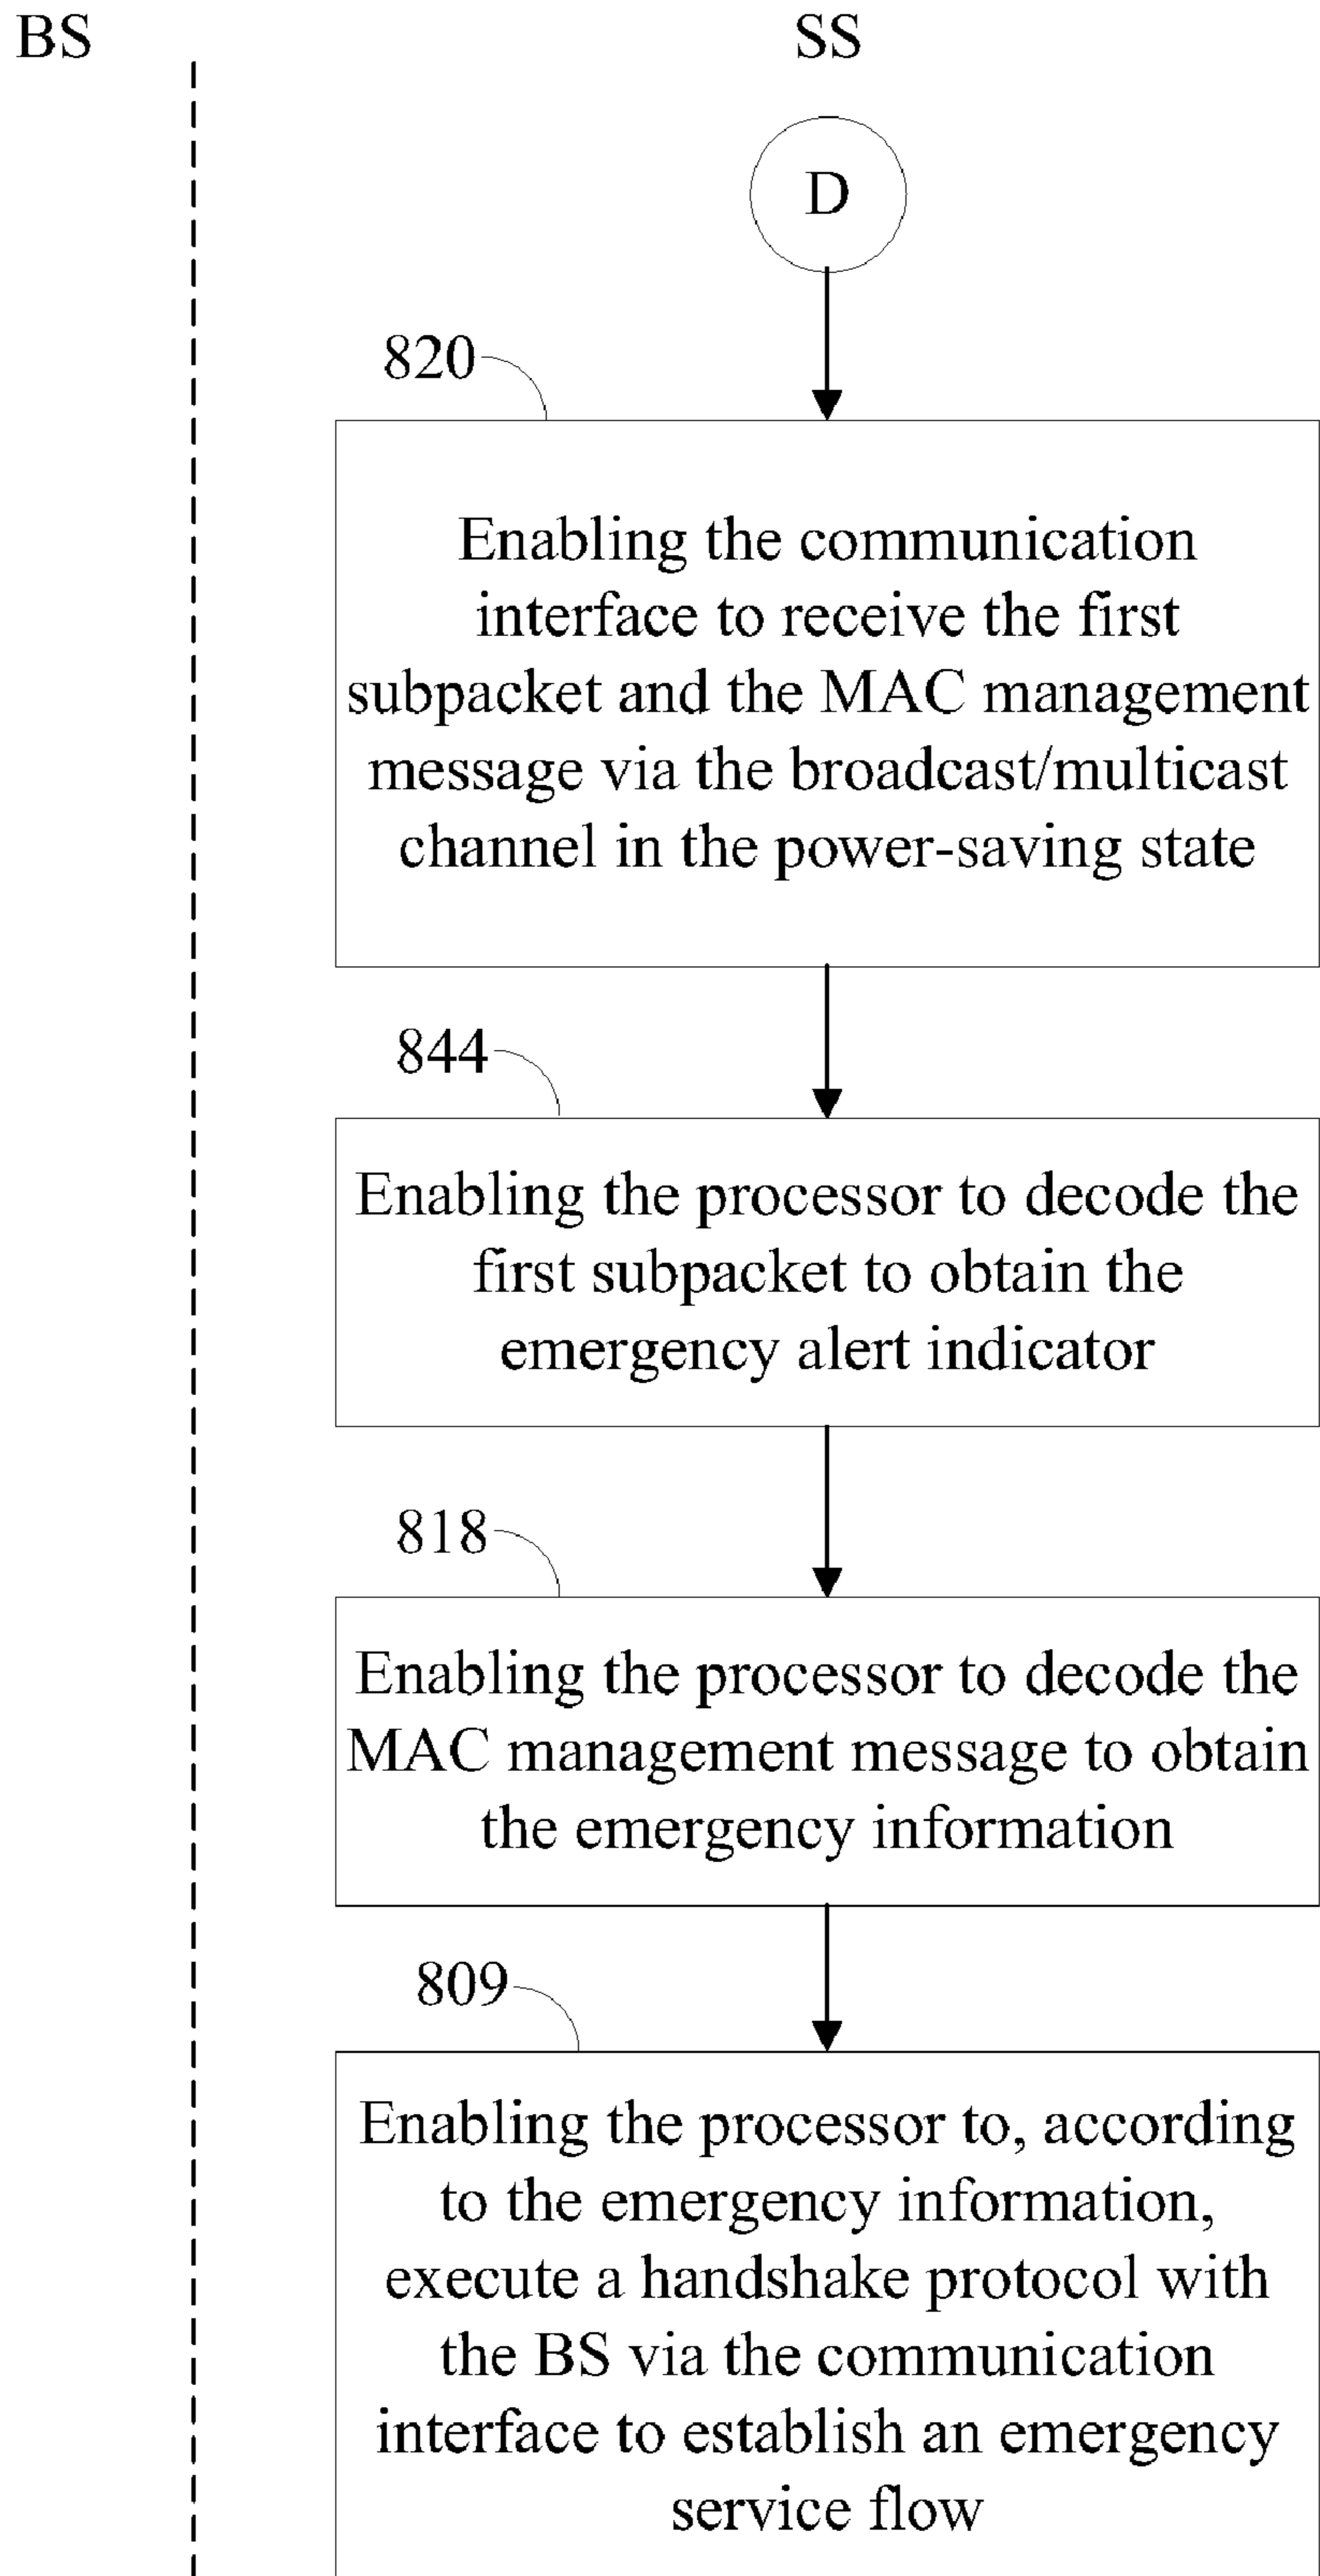 BS
SS
D
820
Enabling the communication
interface to receive the first
subpacket and the MAC management
message via the broadcast/multicast
channel in the power-saving state
844
Enabling the processor to decode the
first subpacket to obtain the
emergency alert indicator
818
Enabling the processor to decode the
MAC management message to obtain
the emergency information
809
Enabling the processor to, according
to the emergency information,
execute a handshake protocol with
the BS via the communication
interface to establish an emergency
service flow